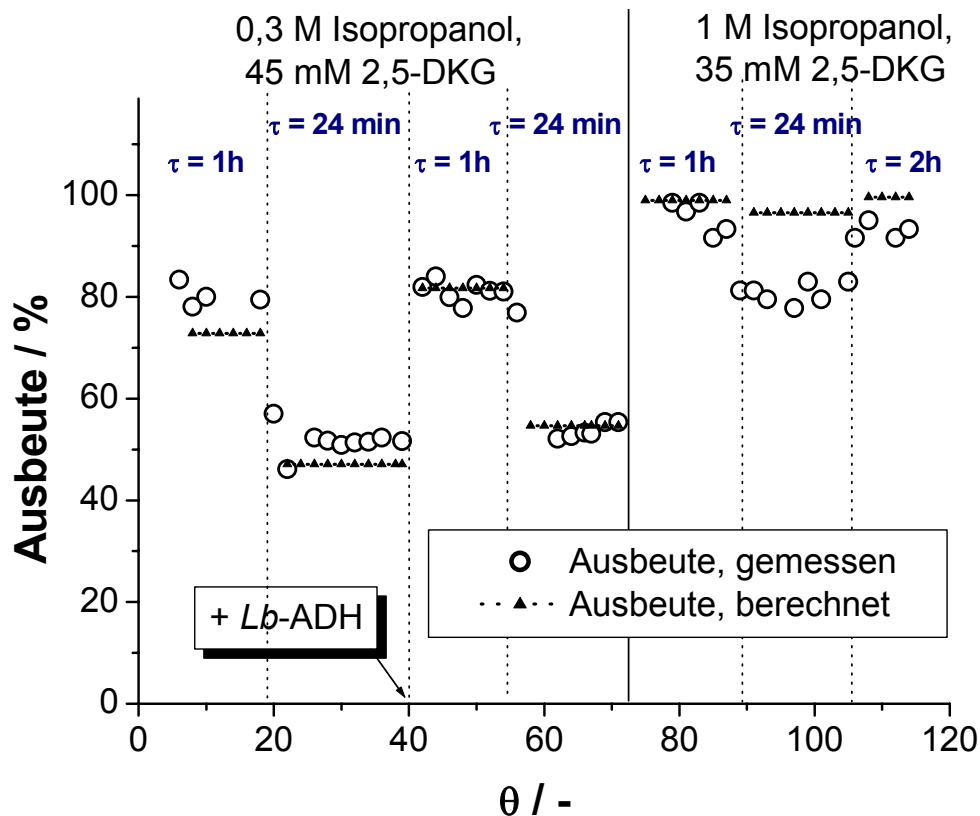 0,3 M Isopropanol,
45 mM 2,5-DKG
1 M Isopropanol,
35 mM 2,5-DKG
τ = 1h
τ = 24 min
τ = 1h
τ = 24 min
τ = 1h
τ = 24 min
τ = 2h
Ausbeute / %
100
80
60
40
20
0
Ausbeute, gemessen
Ausbeute, berechnet
+ Lb-ADH
0
20
40
60
80
100
120
θ / -